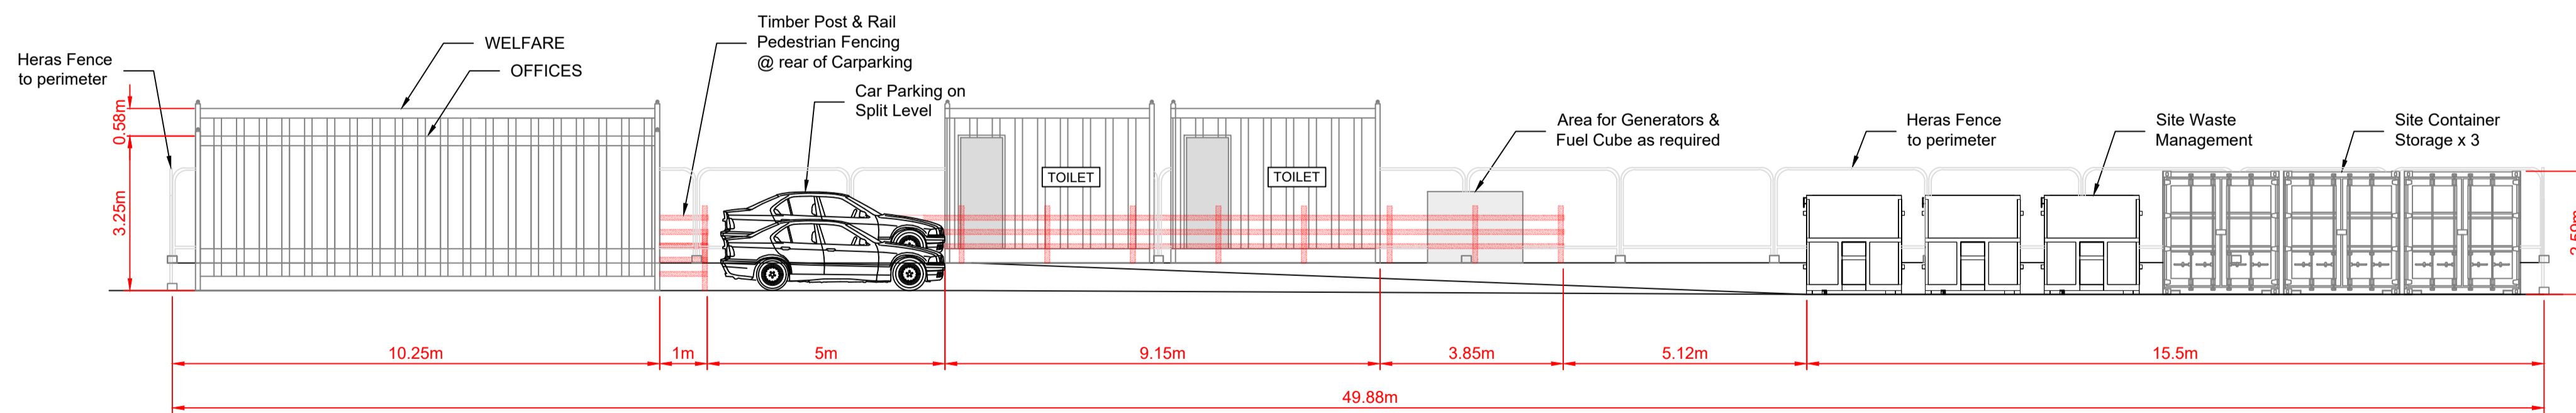 Heras Fence
to perimeter
WELFARE
OFFICES
Timber Post & Rail
Pedestrian Fencing
@ rear of Carparking
Car Parking on
Split Level
TOILET
TOILET
Area for Generators &
Fuel Cube as required
Heras Fence
to perimeter
Site Waste
Management
Site Container
Storage x 3
0.58m
3.25m
10.25m
1m
5m
9.15m
3.85m
5.12m
15.5m
49.88m